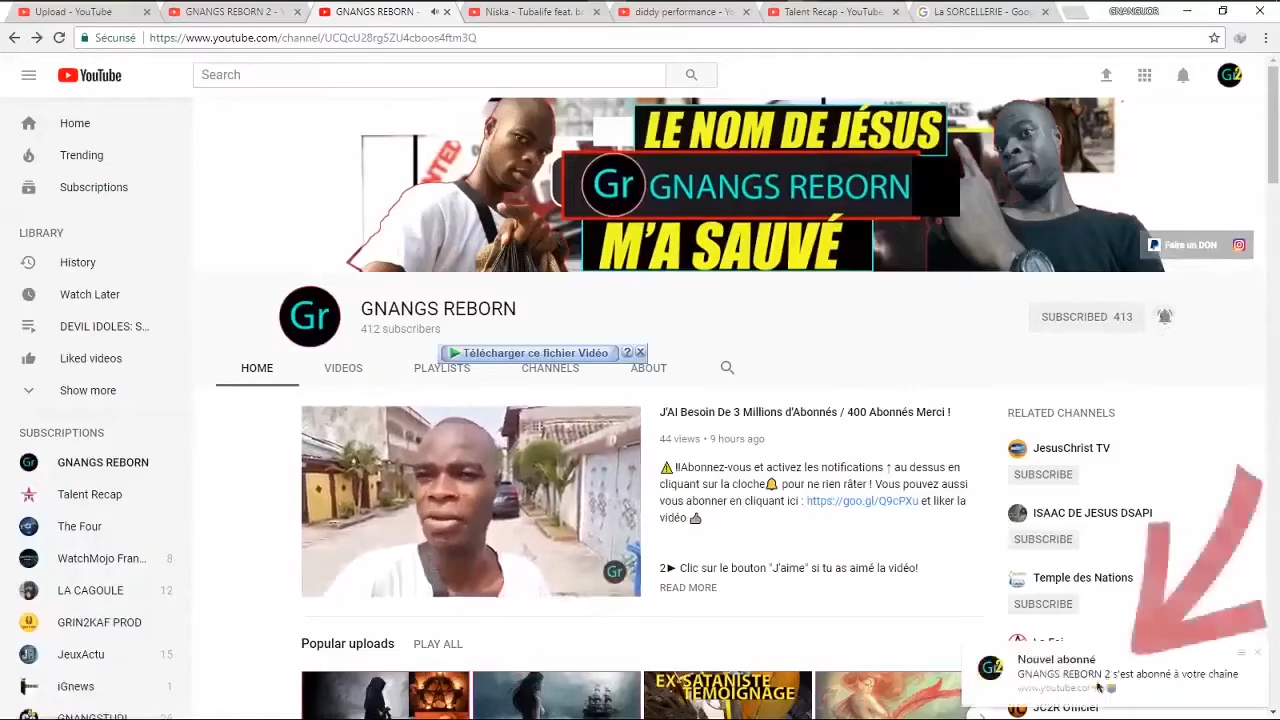 Upload - YouTube
GNANGS REBORN 2 -
GNANGS REBORN -
Niska - Tubalife feat. b
diddy performance -
Talent Recap - YouTube
La SORCELLERIE - Goog
GNANGUOR
Sécurisé
https://www.youtube.com/channel/UCQcU28rg5ZU4cboos4ftm3Q
YouTube
Search
Gr2
Home
Trending
Subscriptions
LIBRARY
History
Watch Later
DEVIL IDOLES: S...
Liked videos
Show more
SUBSCRIPTIONS
GNANGS REBORN
Talent Recap
The Four
WatchMojo Fran... 8
LA CAGOULE 12
GRIN2KAF PROD
JeuxActu 15
iGnews 1
LE NOM DE JÉSUS
Gr GNANGS REBORN
M'A SAUVÉ
Faire un DON
Gr
GNANGS REBORN
412 subscribers
SUBSCRIBED 413
Télécharger ce fichier Vidéo
HOME VIDEOS PLAYLISTS CHANNELS ABOUT
Gr
J'AI Besoin De 3 Millions d'Abonnés / 400 Abonnés Merci !
44 views • 9 hours ago
⚠️!!Abonnez-vous et activez les notifications ↑ au dessus en
cliquant sur la cloche🔔 pour ne rien râter ! Vous pouvez aussi
vous abonner en cliquant ici : https://goo.gl/Q9cPXu et liker la
vidéo 👍
2► Clic sur le bouton "J'aime" si tu as aimé la vidéo!
READ MORE
RELATED CHANNELS
JesusChrist TV
SUBSCRIBE
ISAAC DE JESUS DSAPI
SUBSCRIBE
Temple des Nations
SUBSCRIBE
Popular uploads PLAY ALL
EX-SATANISTE
TÉMOIGNAGE
Nouvel abonné
GNANGS REBORN 2 s'est abonné à votre chaîne
JC2R Officiel